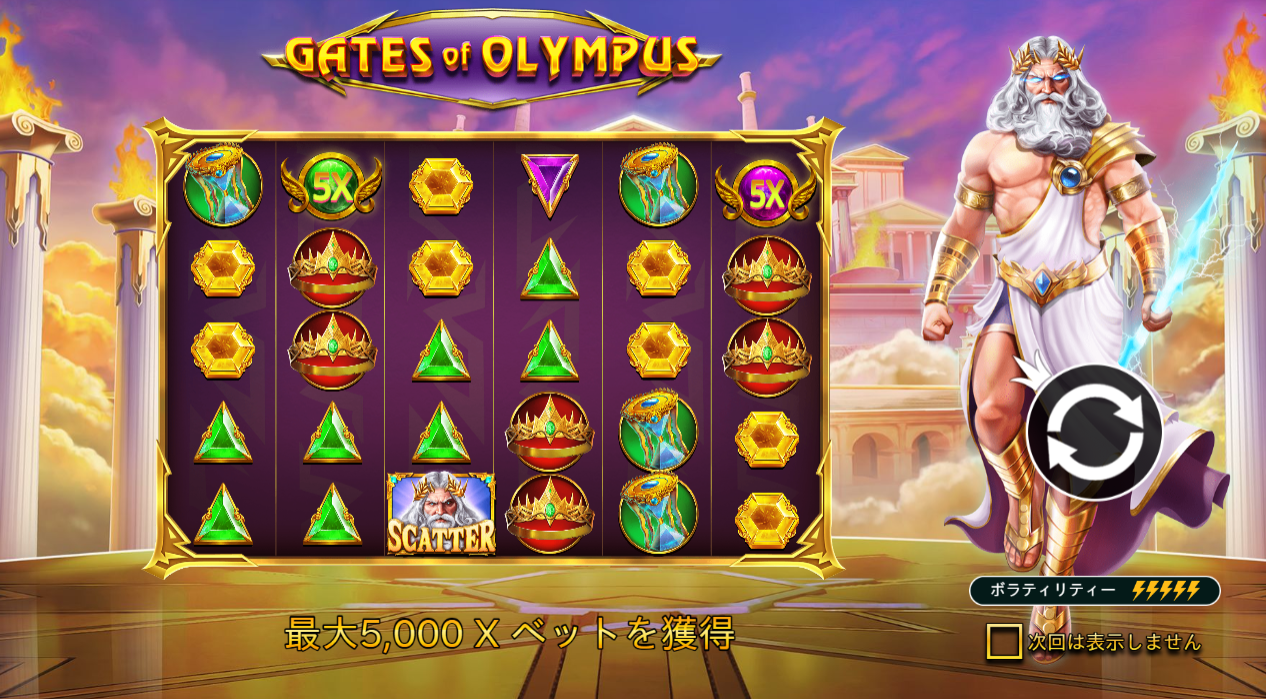 GATES of OLYMPUS
5X
5X
SCATTER
ボラティリティー
最大5,000 X ベットを獲得
次回は表示しません